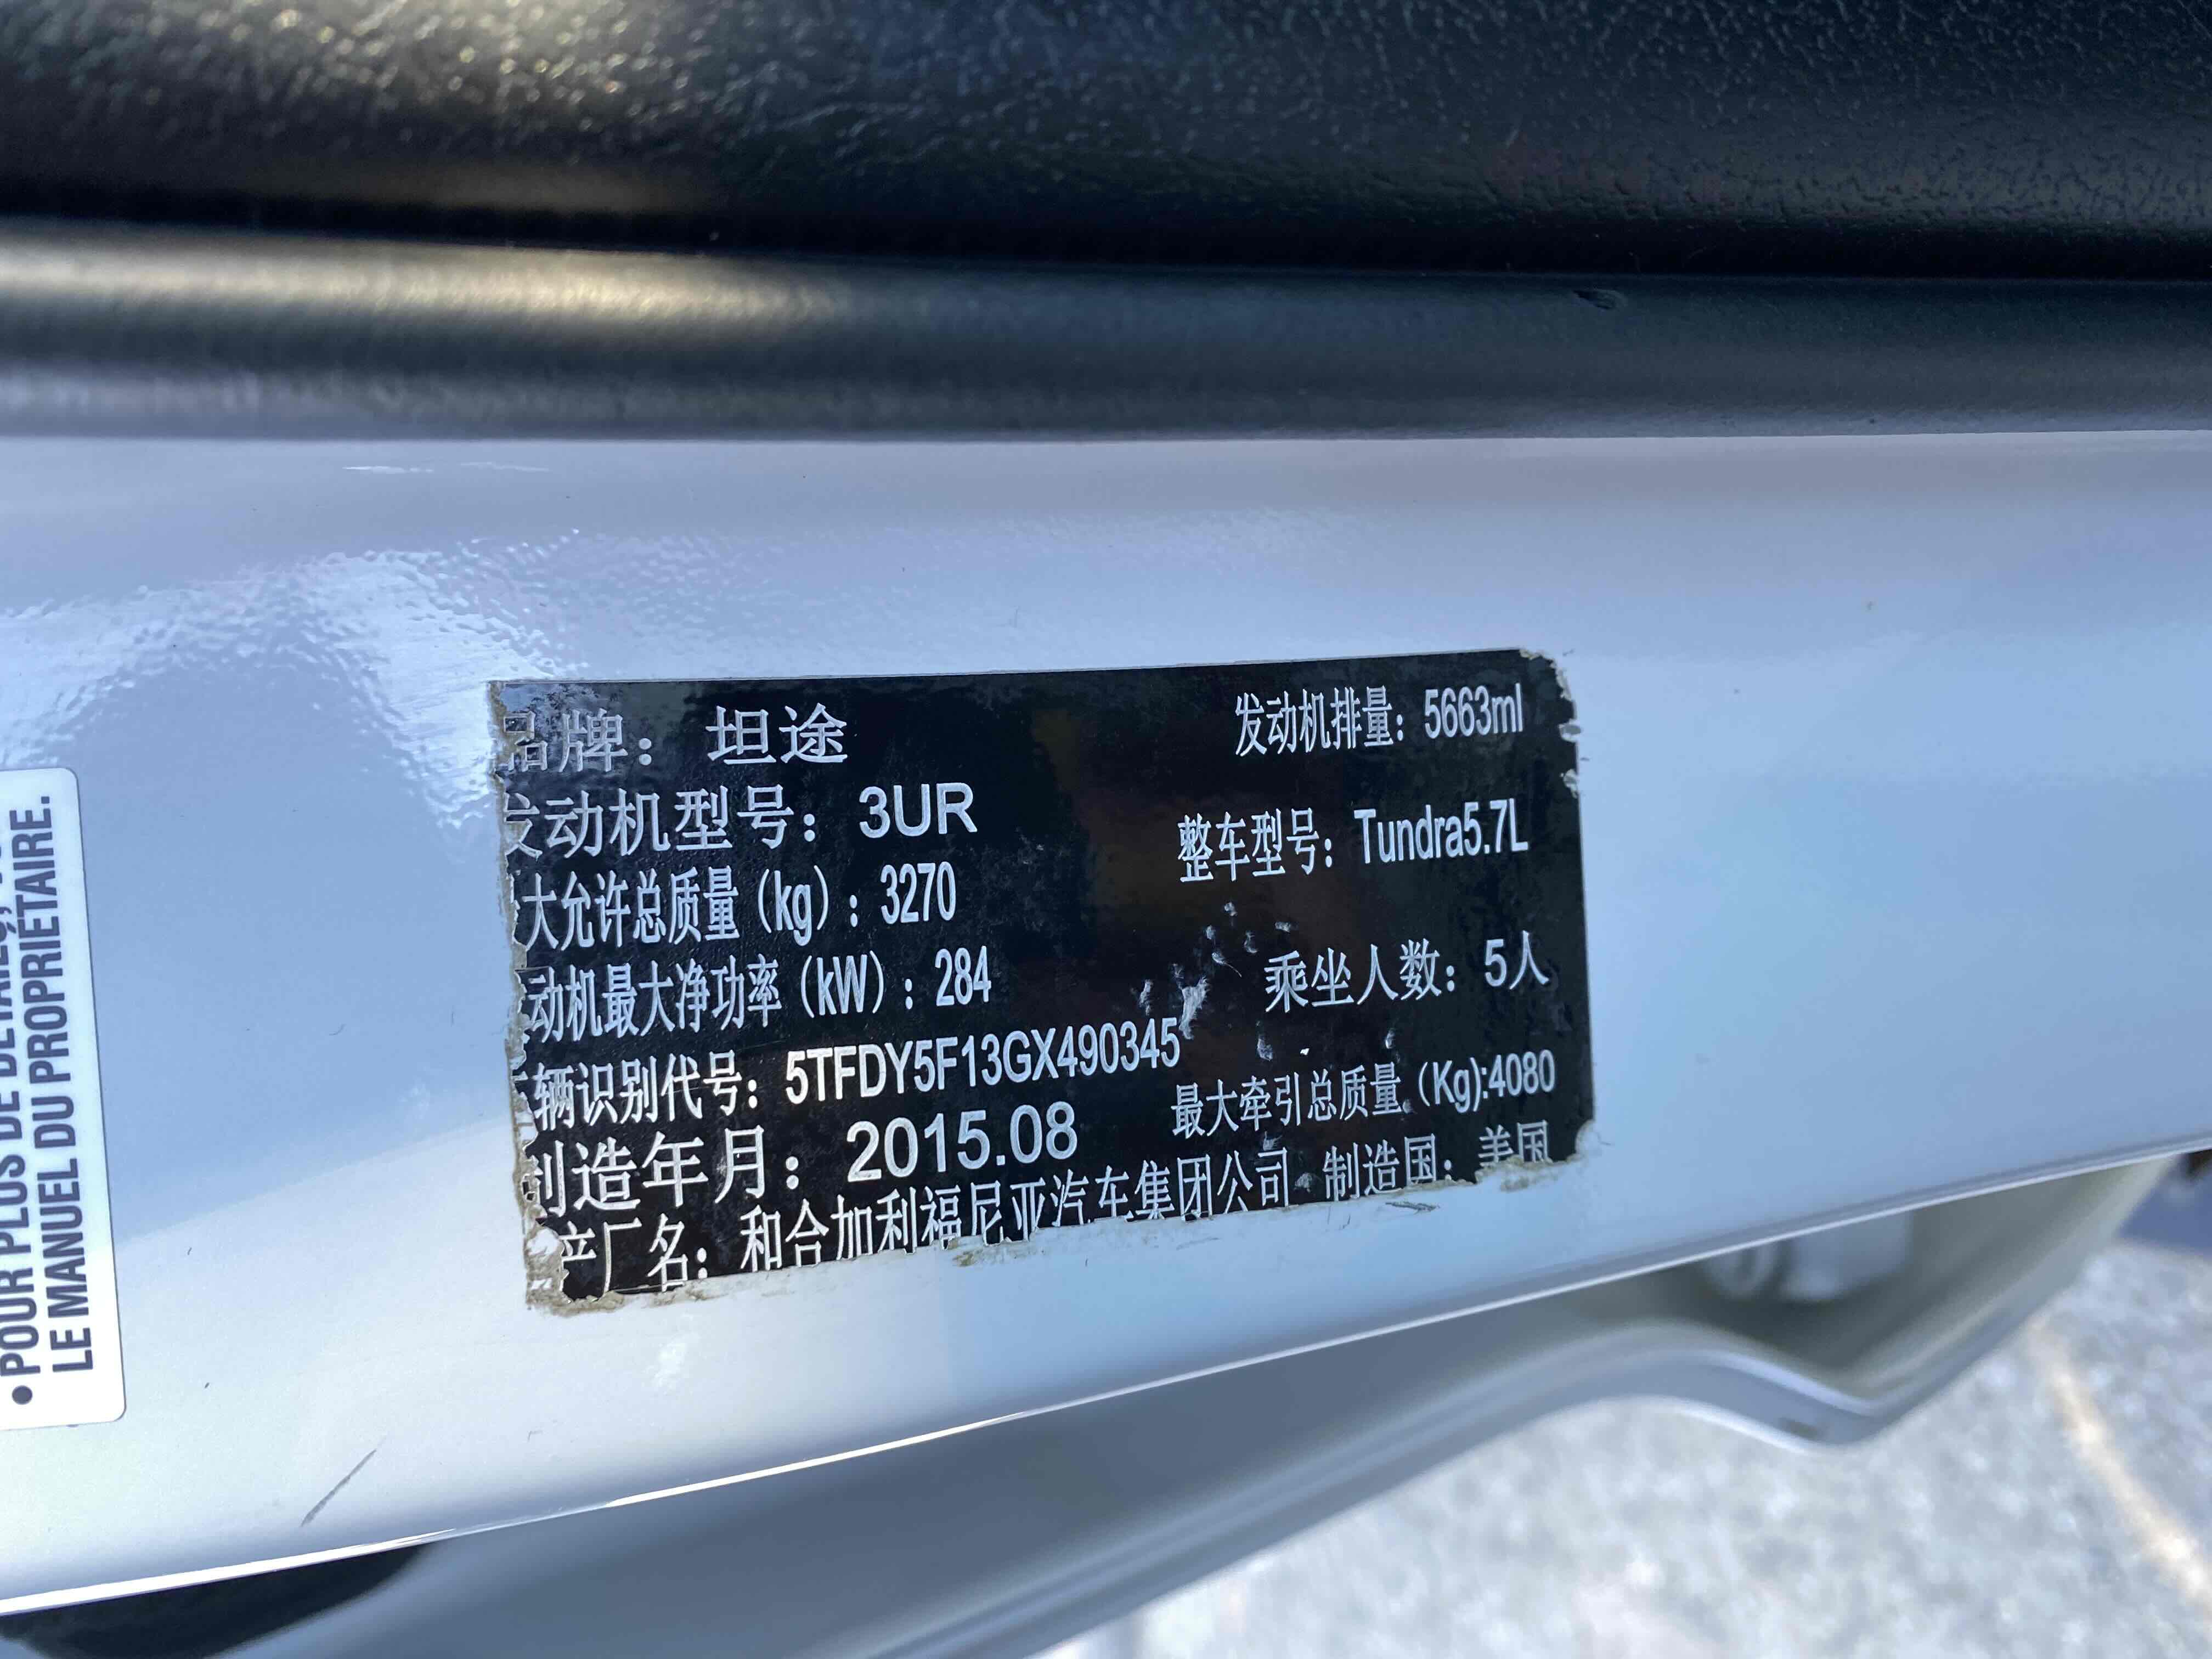 品牌：坦途 发动机排量：5663ml
发动机型号：3UR 整车型号：Tundra5.7L
大允许总质量（kg）：3270
动机最大净功率（kW）：284 乘坐人数：5人
辆识别代号：5TFDY5F13GX490345
最大牵引总质量（Kg):4080
制造年月：2015.08
产厂名：和合加利福尼亚汽车集团公司 制造国：美国
•POUR PLUS DE DÉTAILS,
LE MANUEL DU PROPRIÉTAIRE.